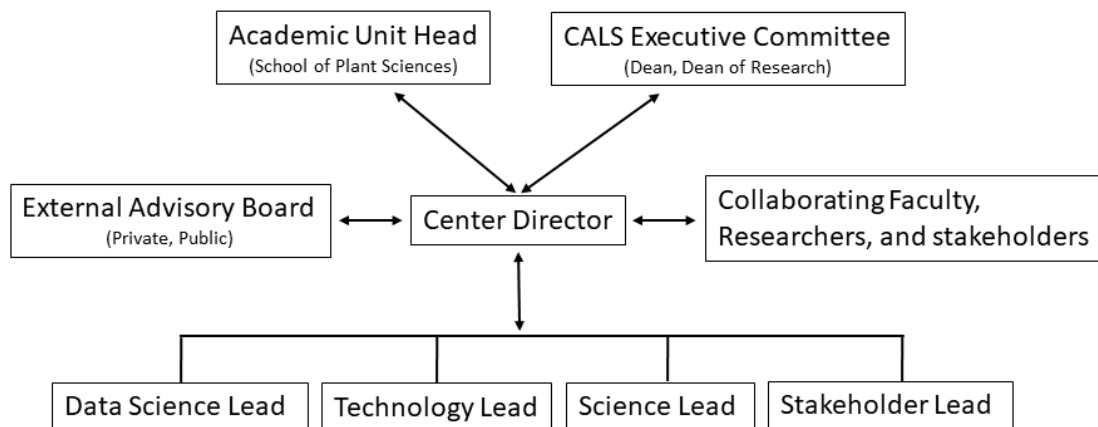 Academic Unit Head
(School of Plant Sciences)
CALS Executive Committee
(Dean, Dean of Research)
External Advisory Board
(Private, Public)
Center Director
Collaborating Faculty,
Researchers, and stakeholders
Data Science Lead
Technology Lead
Science Lead
Stakeholder Lead